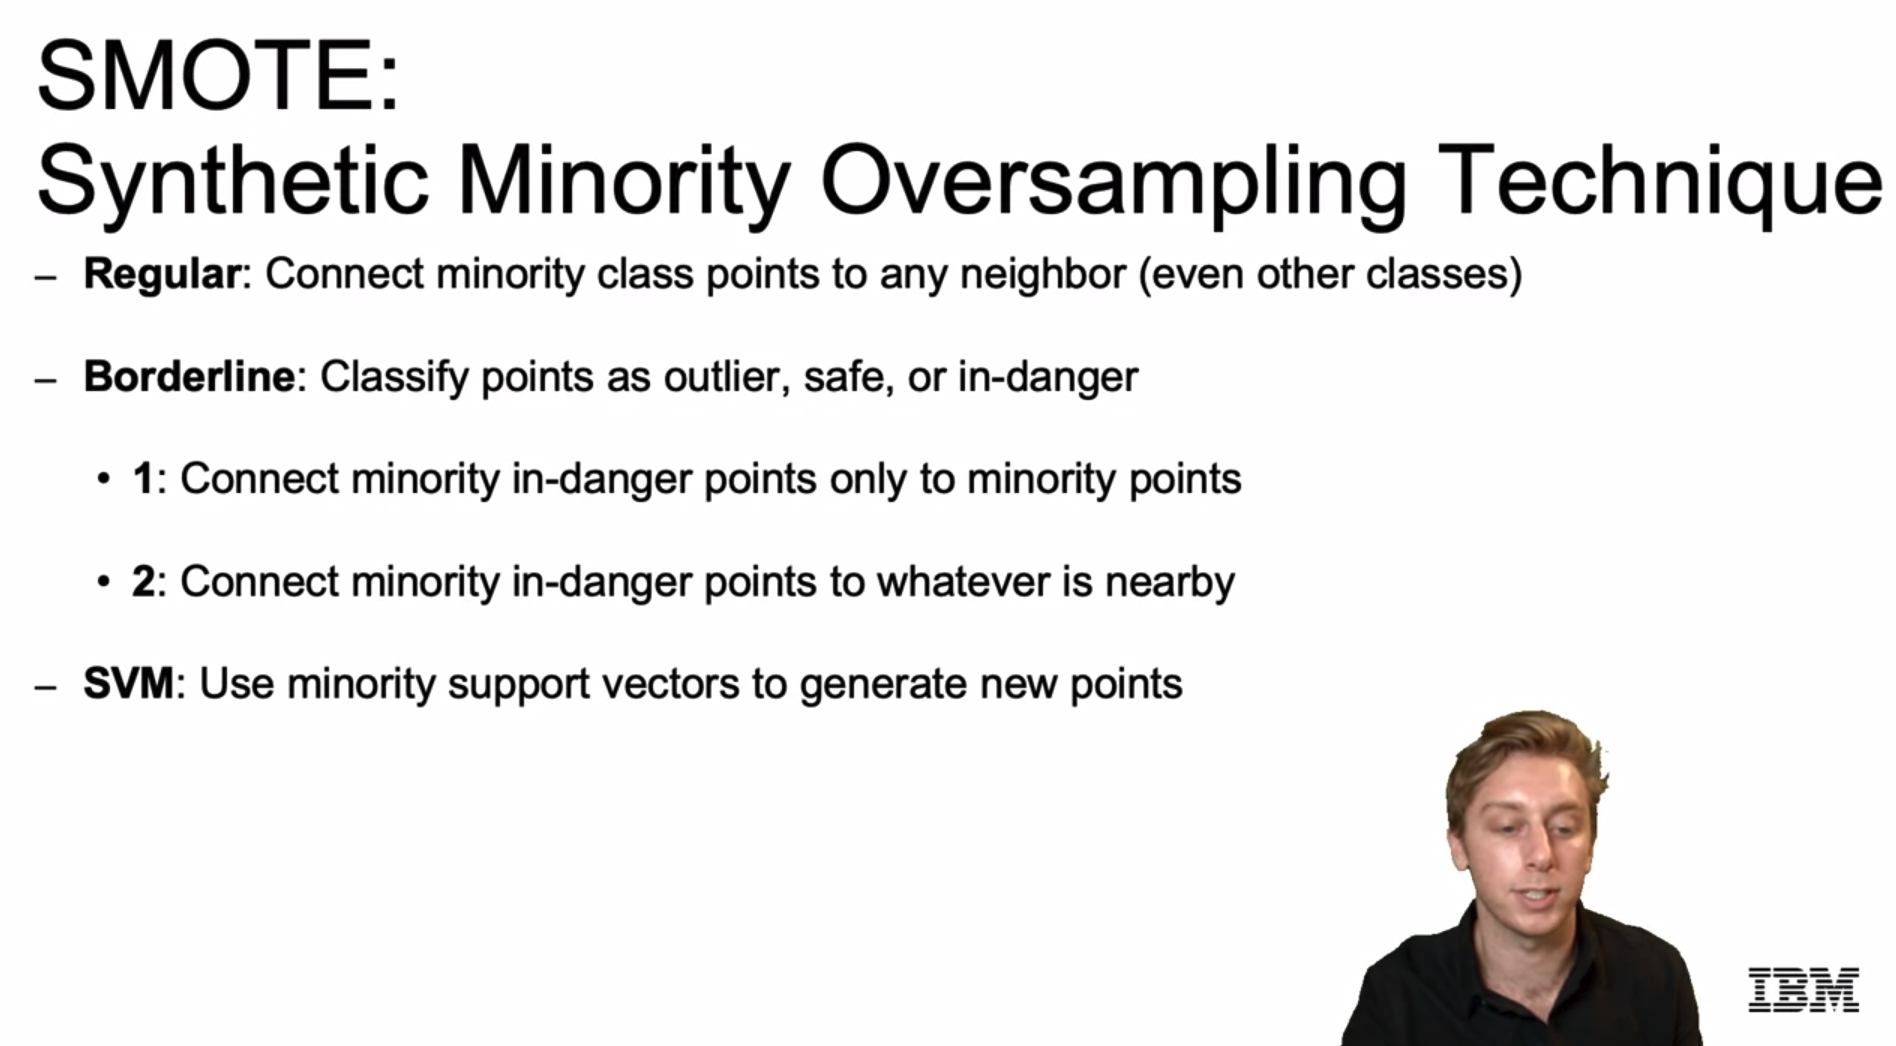 SMOTE:
Synthetic Minority Oversampling Technique
– Regular: Connect minority class points to any neighbor (even other classes)
– Borderline: Classify points as outlier, safe, or in-danger
• 1: Connect minority in-danger points only to minority points
• 2: Connect minority in-danger points to whatever is nearby
– SVM: Use minority support vectors to generate new points
IBM